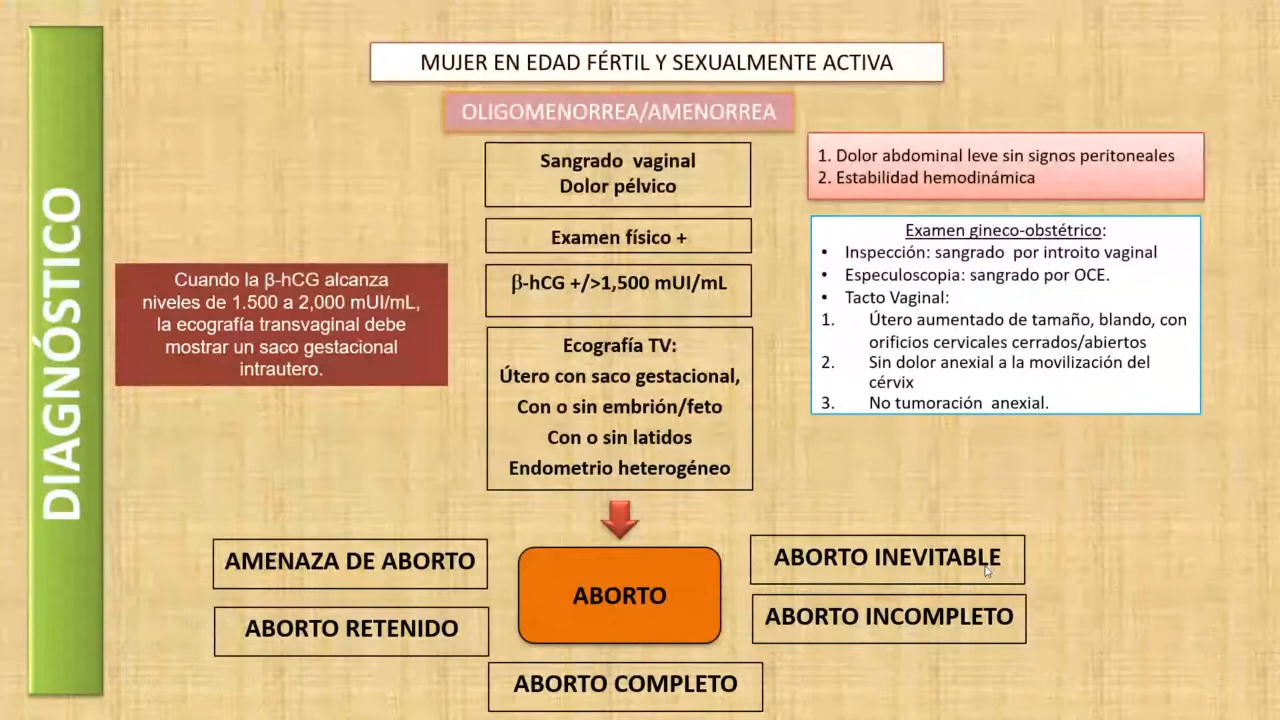 DIAGNÓSTICO
MUJER EN EDAD FÉRTIL Y SEXUALMENTE ACTIVA
OLIGOMENORREA/AMENORREA
Sangrado vaginal
Dolor pélvico
Examen físico +
β-hCG +/>1,500 mUI/mL
Ecografía TV:
Útero con saco gestacional,
Con o sin embrión/feto
Con o sin latidos
Endometrio heterogéneo
1. Dolor abdominal leve sin signos peritoneales
2. Estabilidad hemodinámica
Examen gineco-obstétrico:
• Inspección: sangrado por introito vaginal
• Especuloscopia: sangrado por OCE.
• Tacto Vaginal:
1. Útero aumentado de tamaño, blando, con
orificios cervicales cerrados/abiertos
2. Sin dolor anexial a la movilización del
cérvix
3. No tumoración anexial.
Cuando la β-hCG alcanza
niveles de 1.500 a 2,000 mUI/mL,
la ecografía transvaginal debe
mostrar un saco gestacional
intrautero.
AMENAZA DE ABORTO
ABORTO RETENIDO
ABORTO
ABORTO INEVITABLE
ABORTO INCOMPLETO
ABORTO COMPLETO